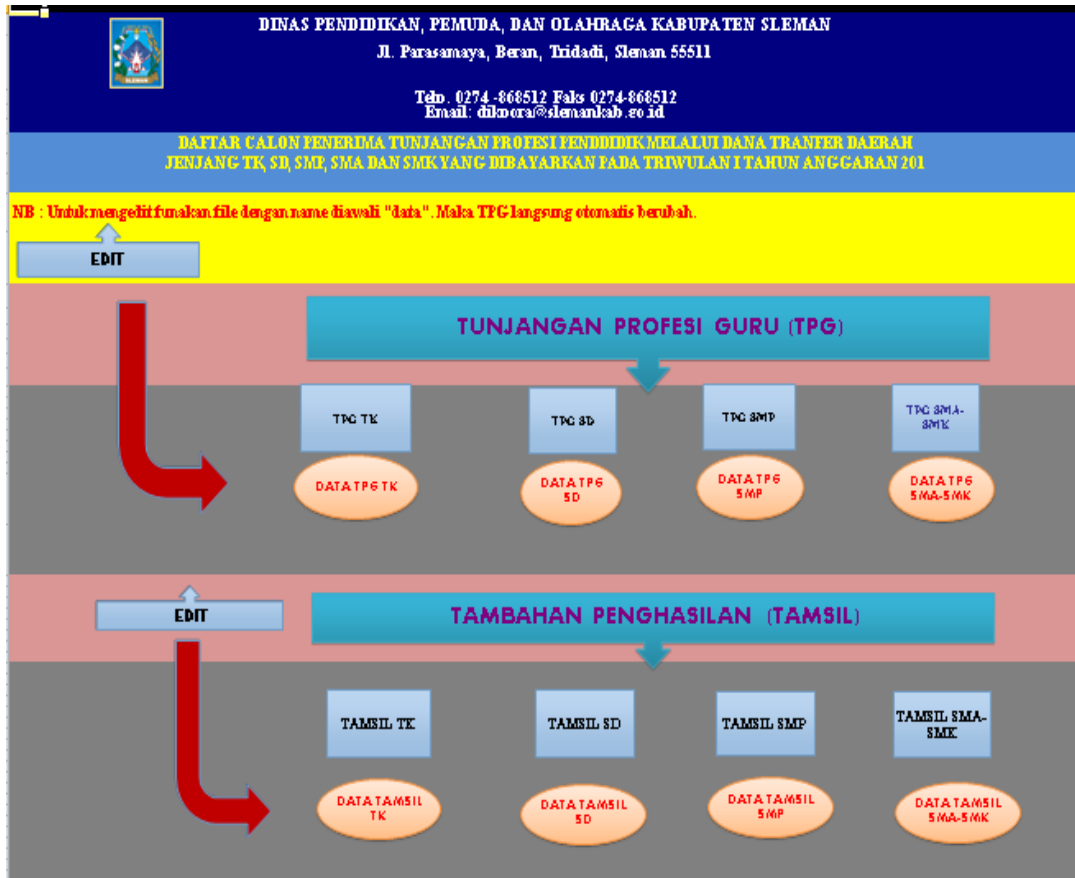 DINAS PENDIDIKAN, PEMUDA, DAN OLAHRAGA KABUPATEN SLEMAN
Jl. Parasamaya, Beran, Tridadi, Sleman 55511
Telp. 0274 -868512 Faks 0274-868512
Email: dikpora@slemankab.go.id
SLEMAN
DAFTAR CALON PENERIMA TUNJANGAN PROFESI PENDDIDIK MELALUI DANA TRANFER DAERAH
JENJANG TK, SD, SMP, SMA DAN SMK YANG DIBAYARKAN PADA TRIWULAN I TAHUN ANGGARAN 201
NB : Untuk mengedit funakan file dengan name diawali "data". Maka TPG langsung otomatis berubah.
EDIT
TUNJANGAN PROFESI GURU (TPG)
TPG TK
TPG SD
TPG SMP
TPG SMA-
SMK
DATA TPG TK
DATA TPG
SD
DATA TPG
SMP
DATA TPG
SMA-SMK
EDIT
TAMBAHAN PENGHASILAN (TAMSIL)
TAMSIL TK
TAMSIL SD
TAMSIL SMP
TAMSIL SMA-
SMK
DATA TAMSIL
TK
DATA TAMSIL
SD
DATA TAMSIL
SMP
DATA TAMSIL
SMA-SMK